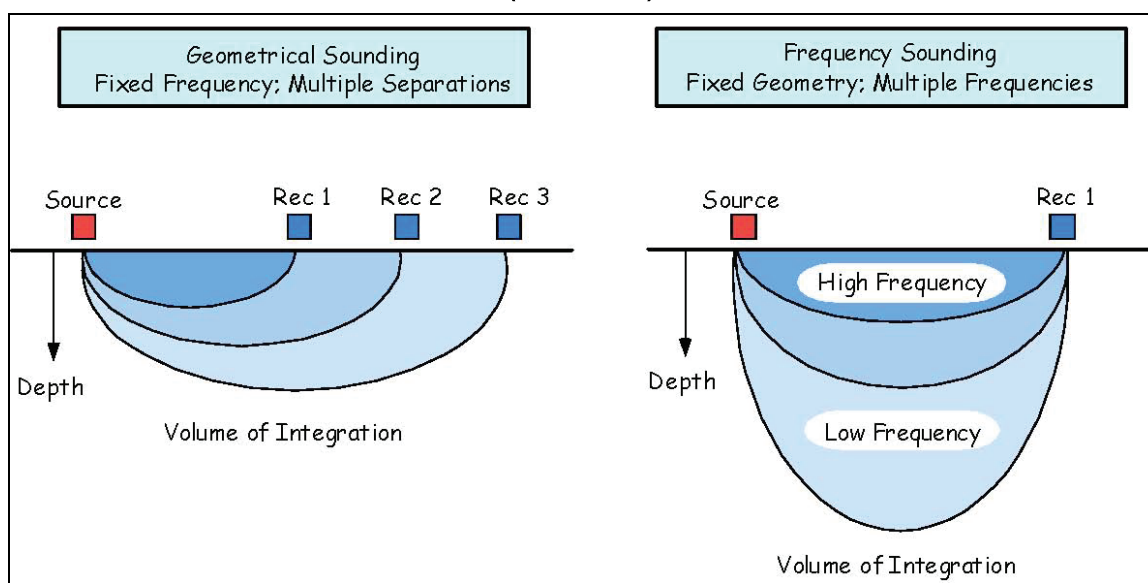 Geometrical Sounding
Fixed Frequency; Multiple Separations
Source
Rec 1
Rec 2
Rec 3
Depth
Volume of Integration
Frequency Sounding
Fixed Geometry; Multiple Frequencies
Source
Rec 1
High Frequency
Depth
Low Frequency
Volume of Integration